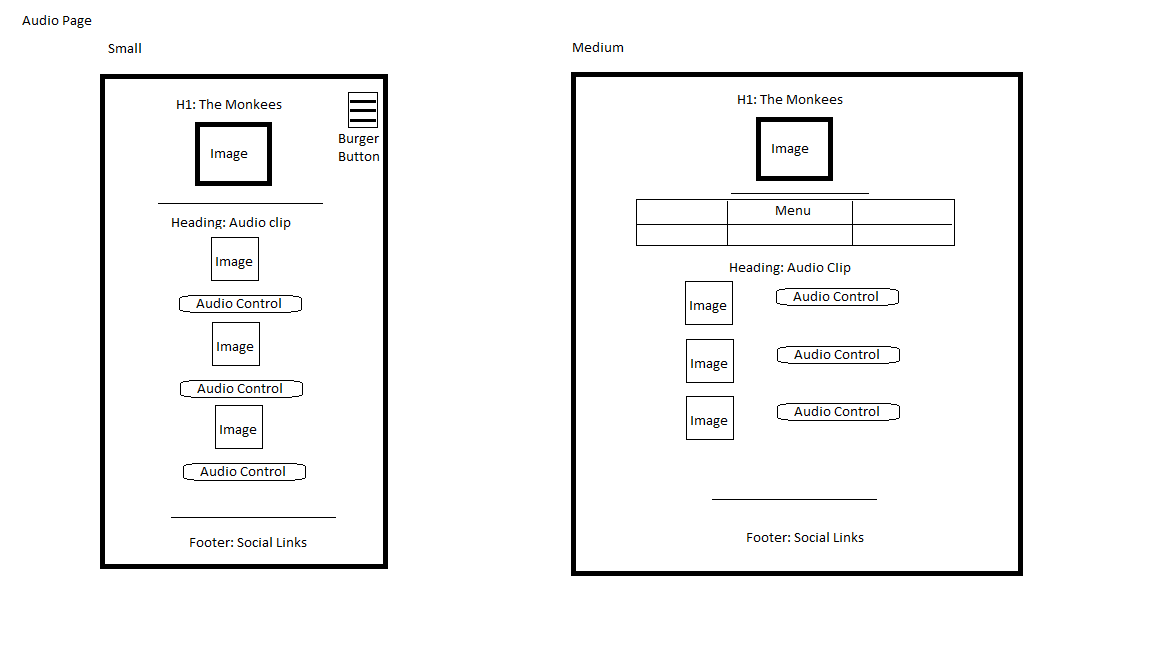 Audio Page
Small
H1: The Monkees
Image
Burger
Button
Heading: Audio clip
Image
Audio Control
Image
Audio Control
Image
Audio Control
Footer: Social Links
Medium
H1: The Monkees
Image
Menu
Heading: Audio Clip
Image
Audio Control
Image
Audio Control
Image
Audio Control
Footer: Social Links